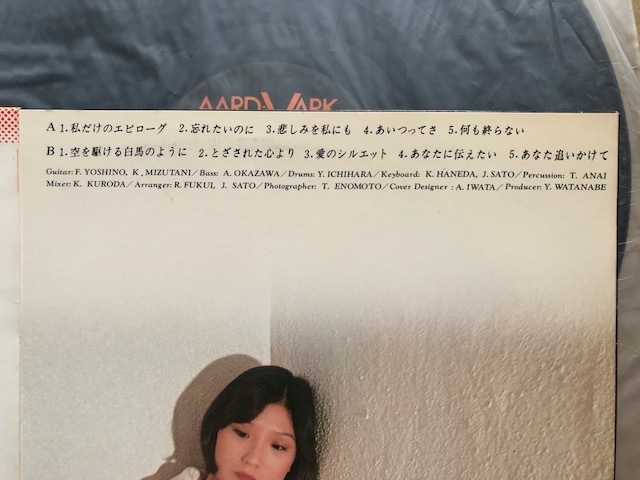 AARDVARK
A 1.私だけのエピローグ 2.忘れたいのに 3.悲しみを私にも 4.あいつってさ 5.何も終らない
B 1.空を駆ける白馬のように 2.とざされた心より 3.愛のシルエット 4.あなたに伝えたい 5.あなた追いかけて
Guitar: F. YOSHINO, K, MIZUTANI/Bass: A. OKAZAWA/Drums: Y. ICHIHARA/Keyboard: K. HANEDA, J. SATO/Percussion: T. ANAI
Mixer: K. KURODA/Arranger: R. FUKUI, J. SATO/Photographer: T. ENOMOTO/Cover Designer : A. IWATA/Producer: Y. WATANABE